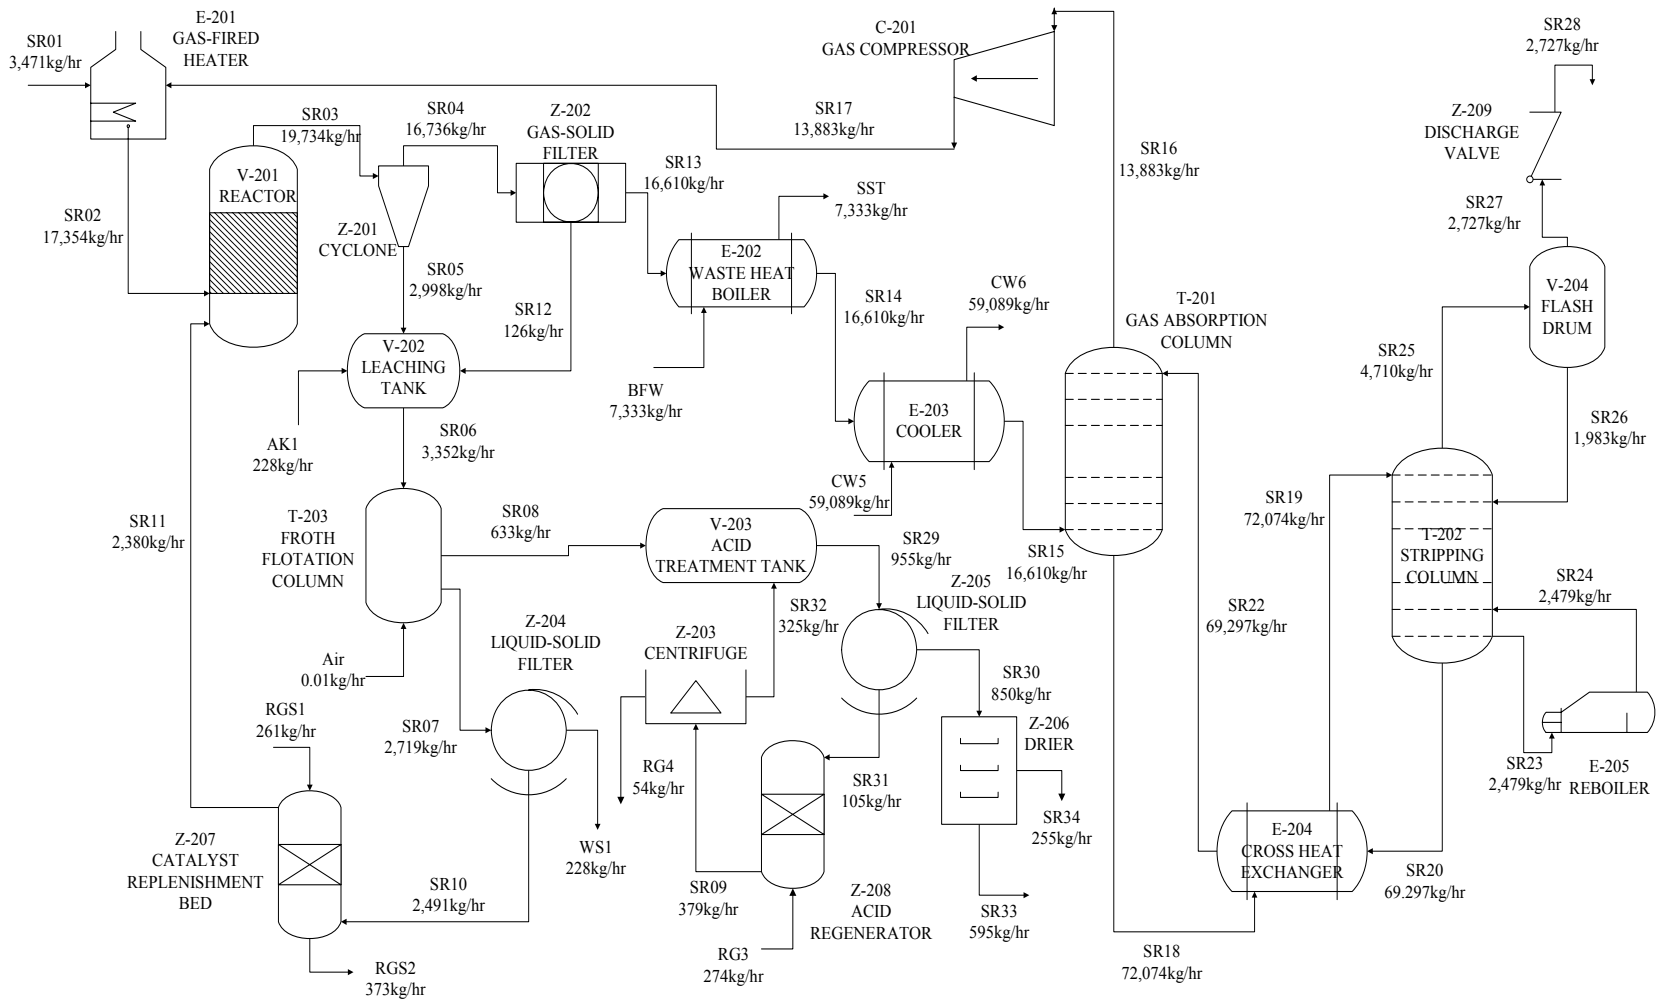 SR01
3,471kg/hr
E-201
GAS-FIRED
HEATER
SR03
19,734kg/hr
SR04
16,736kg/hr
Z-202
GAS-SOLID
FILTER
SR13
16,610kg/hr
C-201
GAS COMPRESSOR
SR17
13,883kg/hr
SR16
13,883kg/hr
SR28
2,727kg/hr
Z-209
DISCHARGE
VALVE
SR27
2,727kg/hr
V-201
REACTOR
SR02
17,354kg/hr
Z-201
CYCLONE
SR05
2,998kg/hr
SR12
126kg/hr
SST
7,333kg/hr
E-202
WASTE HEAT
BOILER
BFW
7,333kg/hr
SR14
16,610kg/hr
CW6
59,089kg/hr
T-201
GAS ABSORPTION
COLUMN
V-204
FLASH
DRUM
SR25
4,710kg/hr
SR26
1,983kg/hr
V-202
LEACHING
TANK
AK1
228kg/hr
SR06
3,352kg/hr
E-203
COOLER
CW5
59,089kg/hr
SR15
16,610kg/hr
SR19
72,074kg/hr
T-202
STRIPPING
COLUMN
SR24
2,479kg/hr
SR11
2,380kg/hr
T-203
FROTH
FLOTATION
COLUMN
SR08
633kg/hr
V-203
ACID
TREATMENT TANK
SR29
955kg/hr
Z-205
LIQUID-SOLID
FILTER
SR22
69,297kg/hr
Air
0.01kg/hr
Z-204
LIQUID-SOLID
FILTER
Z-203
CENTRIFUGE
SR32
325kg/hr
SR30
850kg/hr
Z-206
DRIER
RGS1
261kg/hr
SR07
2,719kg/hr
RG4
54kg/hr
SR31
105kg/hr
SR34
255kg/hr
SR23
2,479kg/hr
E-205
REBOILER
Z-207
CATALYST
REPLENISHMENT
BED
SR10
2,491kg/hr
WS1
228kg/hr
SR09
379kg/hr
Z-208
ACID
REGENERATOR
SR33
595kg/hr
E-204
CROSS HEAT
EXCHANGER
SR20
69.297kg/hr
RGS2
373kg/hr
RG3
274kg/hr
SR18
72,074kg/hr